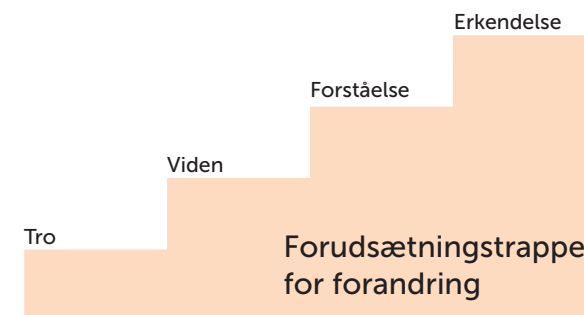 Erkendelse
Forståelse
Viden
Tro
Forudsætningstrappe
for forandring